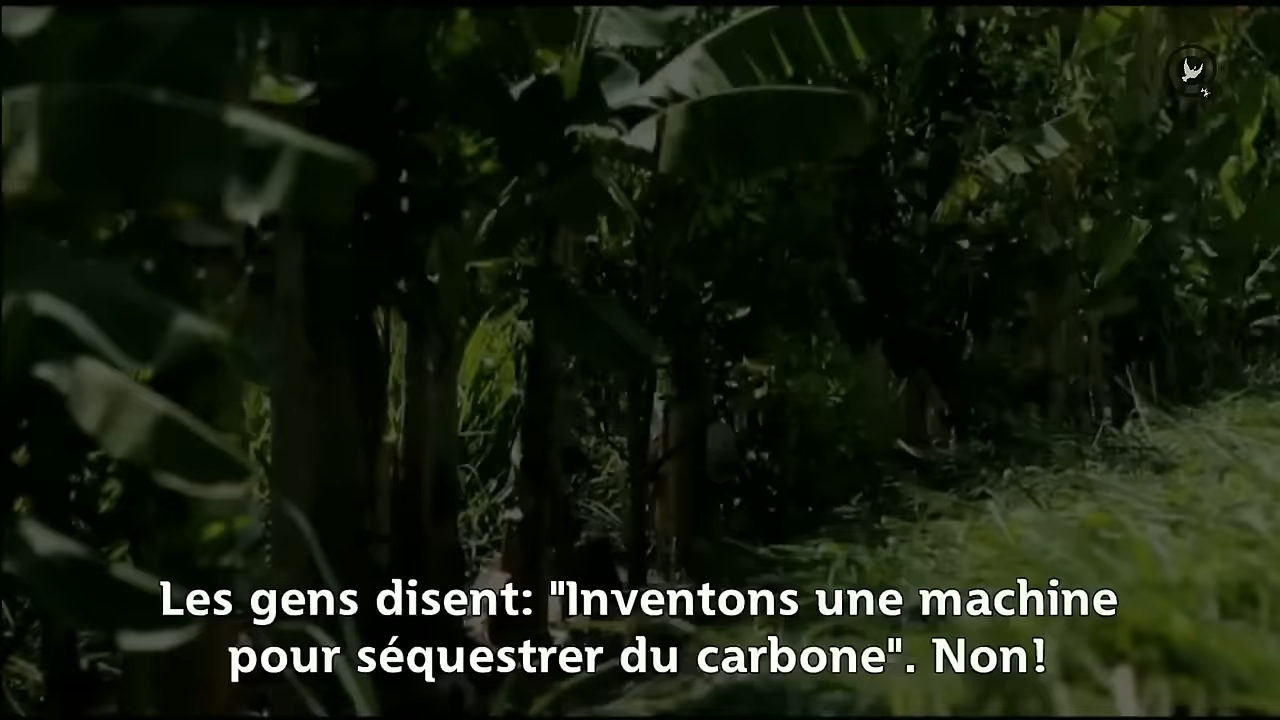 Les gens disent: "Inventons une machine
pour séquestrer du carbone". Non!